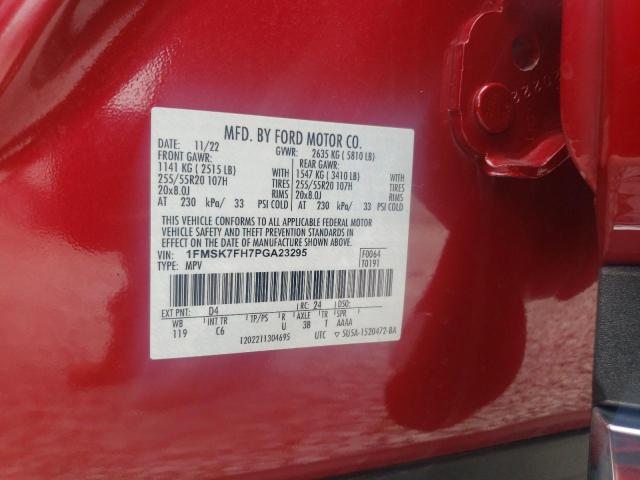 MFD. BY FORD MOTOR CO.
DATE: 11/22 GVWR: 2635 KG ( 5810 LB)
FRONT GAWR: REAR GAWR:
1141 KG ( 2515 LB) WITH 1547 KG ( 3410 LB) WITH
255/55R20 107H TIRES 255/55R20 107H TIRES
20x8.0J RIMS 20x8.0J RIMS
AT 230 kPa/ 33 PSI COLD AT 230 kPa/ 33 PSI COLD
THIS VEHICLE CONFORMS TO ALL APPLICABLE FEDERAL MOTOR
VEHICLE SAFETY AND THEFT PREVENTION STANDARDS IN
EFFECT ON THE DATE OF MANUFACTURE SHOWN ABOVE.
VIN: 1FMSK7FH7PGA23295 F0064
TYPE: MPV T0191
EXT PNT: D4 RC: 24 DSO:
WB INT TR TP/PS R AXLE TR SPR
119 C6 U 38 1 AAAA
1202211304695 UTC ▽ 5U5A-1520472-BA
20222